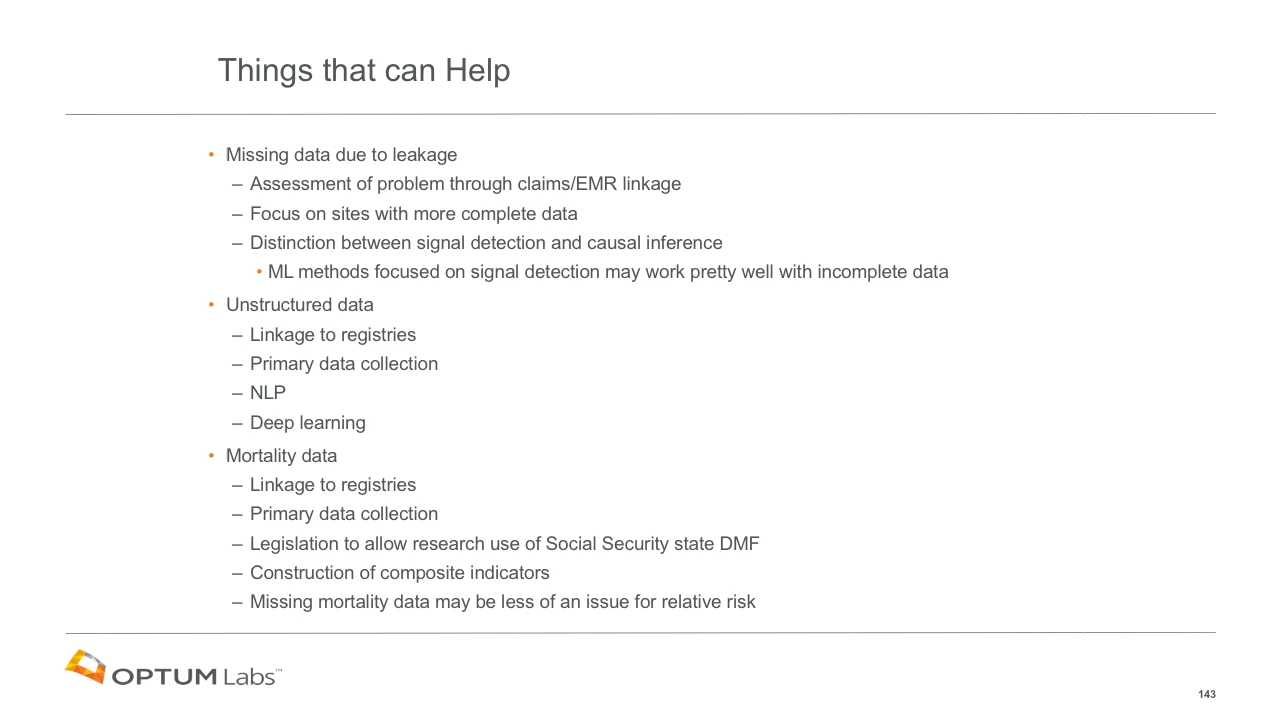 Things that can Help
• Missing data due to leakage
– Assessment of problem through claims/EMR linkage
– Focus on sites with more complete data
– Distinction between signal detection and causal inference
• ML methods focused on signal detection may work pretty well with incomplete data
• Unstructured data
– Linkage to registries
– Primary data collection
– NLP
– Deep learning
• Mortality data
– Linkage to registries
– Primary data collection
– Legislation to allow research use of Social Security state DMF
– Construction of composite indicators
– Missing mortality data may be less of an issue for relative risk
OPTUM Labs™
143